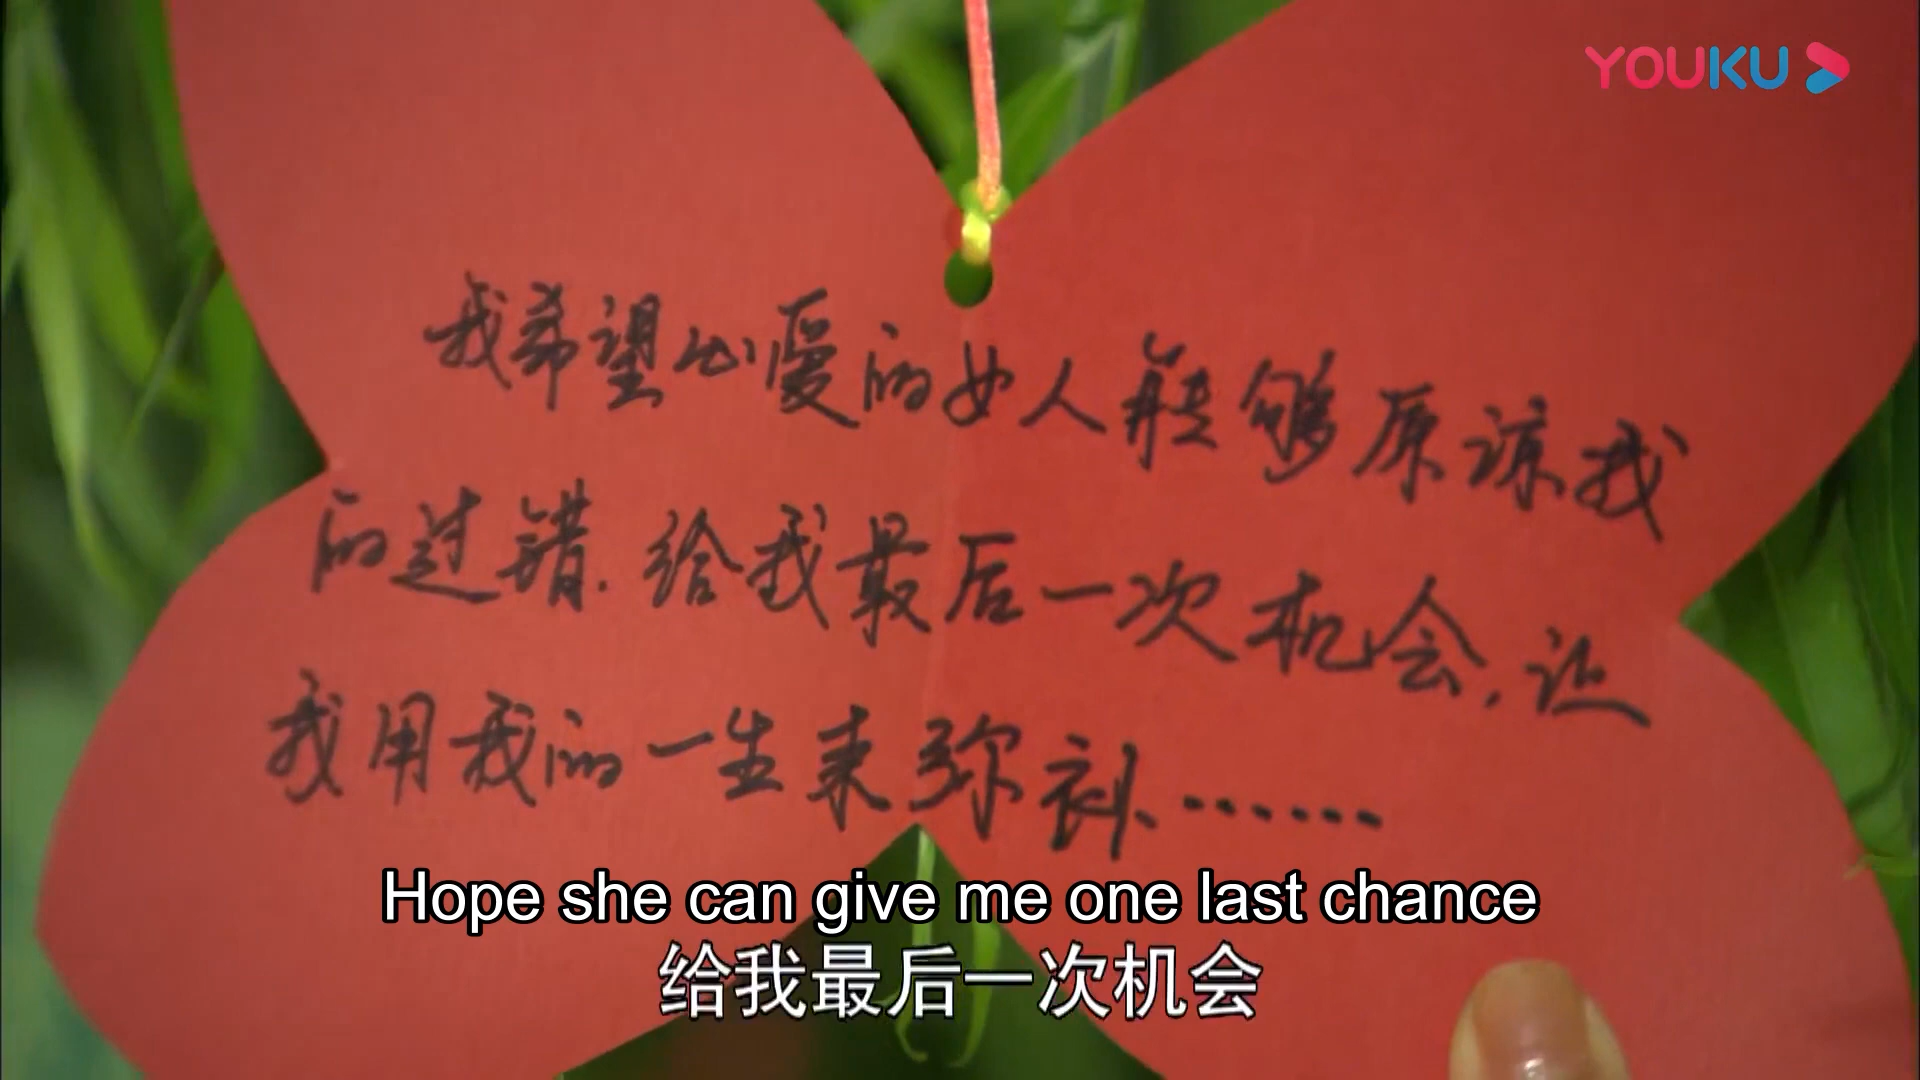 YOUKU
我希望心爱的女人能够原谅我
的过错.给我最后一次机会,让
我用我的一生来弥补……
Hope she can give me one last chance
给我最后一次机会